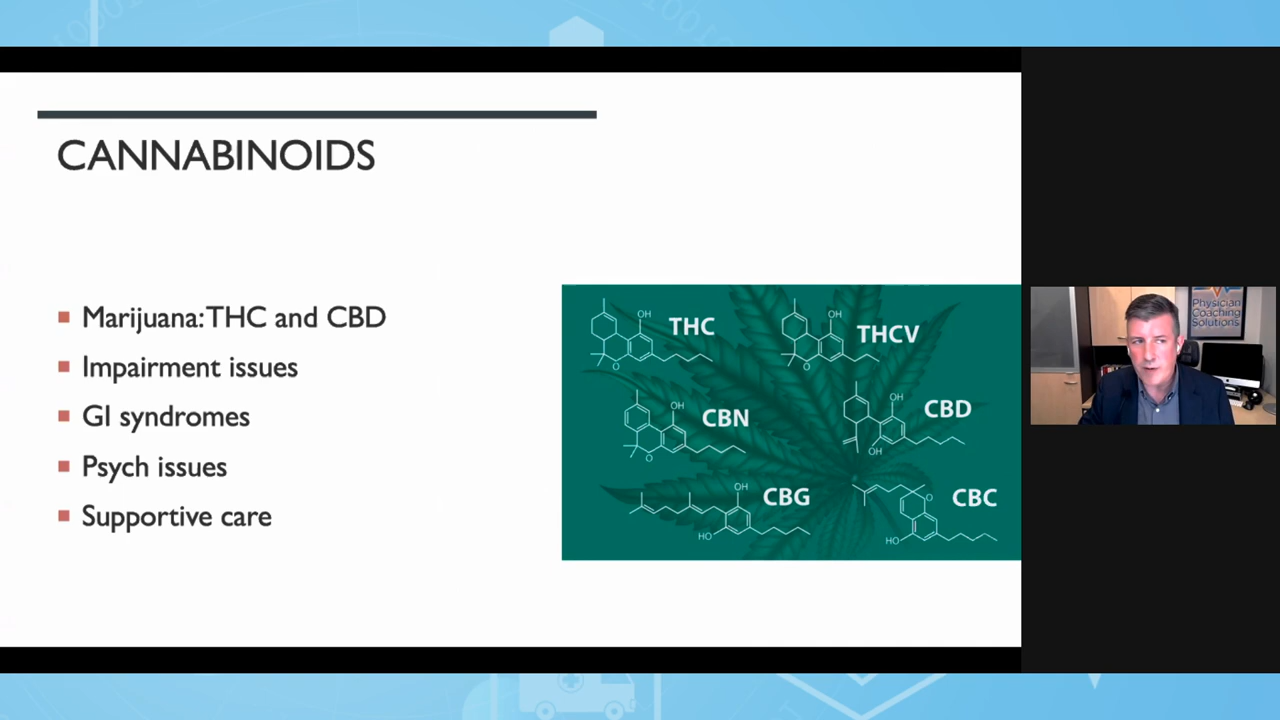 CANNABINOIDS
Marijuana:THC and CBD
Impairment issues
GI syndromes
Psych issues
Supportive care
OH
THC
O
OH
THCV
O
OH
CBN
O
OH
CBD
OH
OH
CBG
HO
O
CBC
HO
Physician
Coaching
Solutions